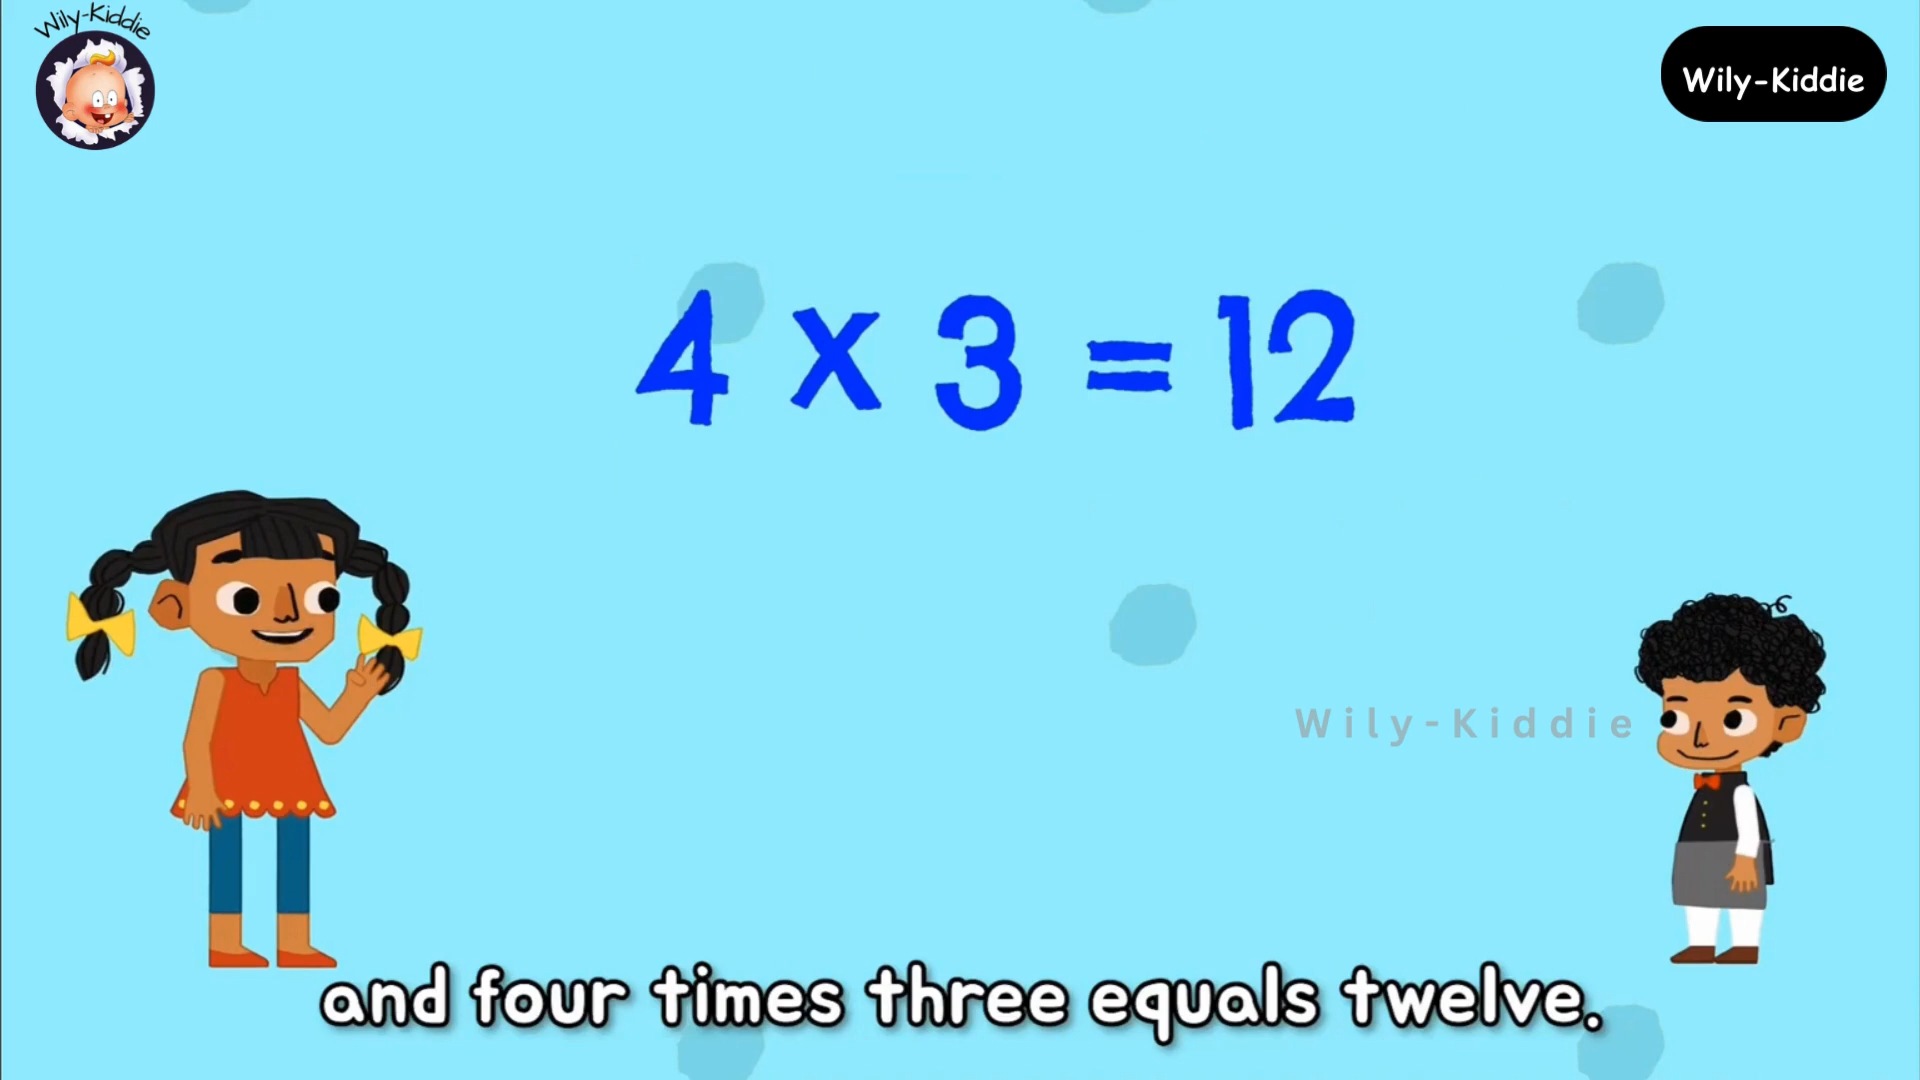 Wily-Kiddie
Wily-Kiddie
4 x 3 = 12
Wily-Kiddie
and four times three equals twelve.